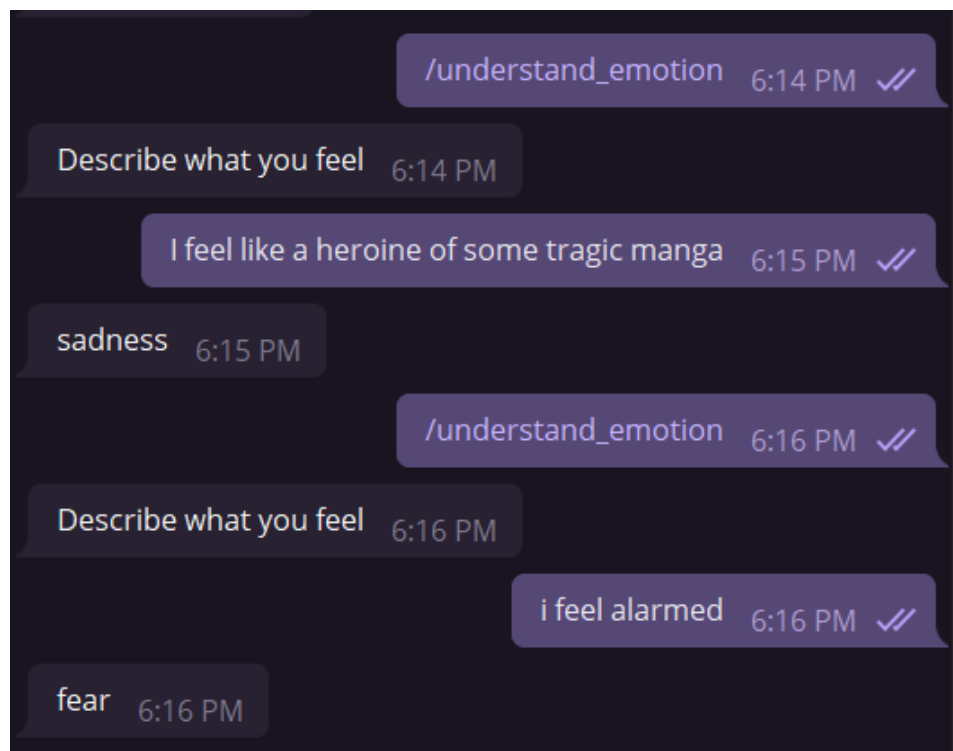 /understand_emotion 6:14 PM
Describe what you feel 6:14 PM
I feel like a heroine of some tragic manga 6:15 PM
sadness 6:15 PM
/understand_emotion 6:16 PM
Describe what you feel 6:16 PM
i feel alarmed 6:16 PM
fear 6:16 PM